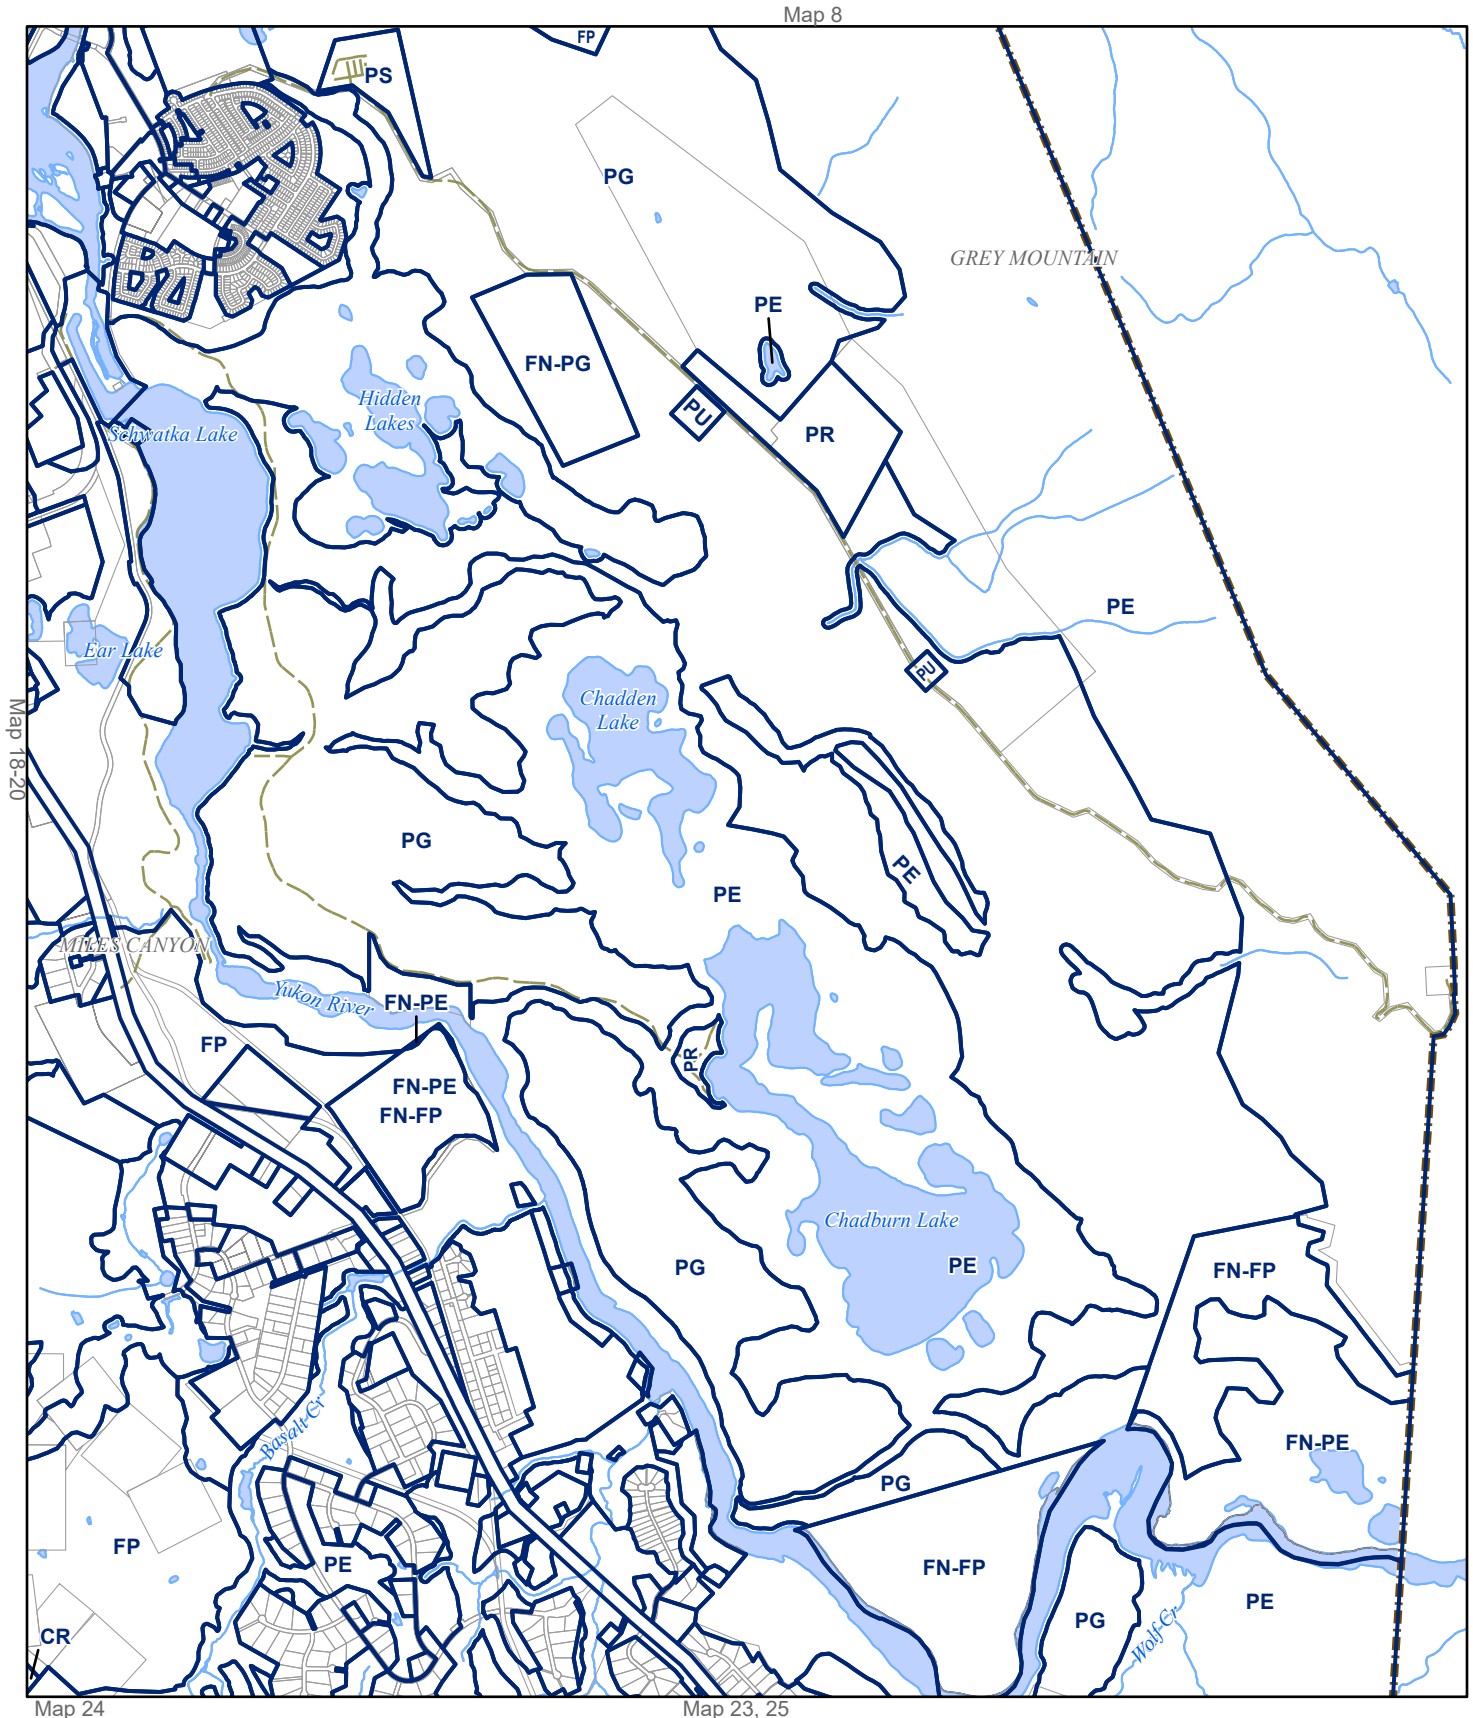 Map 8
FP
PS
PG
GREY MOUNTAIN
PE
FN-PG
Hidden
Lakes
PU
PR
Schwatka Lake
PE
PU
Ear Lake
Chadden
Lake
Map 18-20
PG
PE
PE
MILES CANYON
Yukon River
FN-PE
FP
PR
FN-PE
FN-FP
Chadburn Lake
PE
PG
FN-FP
Basalt Cr
FN-PE
PG
FP
PE
FN-FP
PE
PG
Wolf Cr
CR
Map 24
Map 23, 25